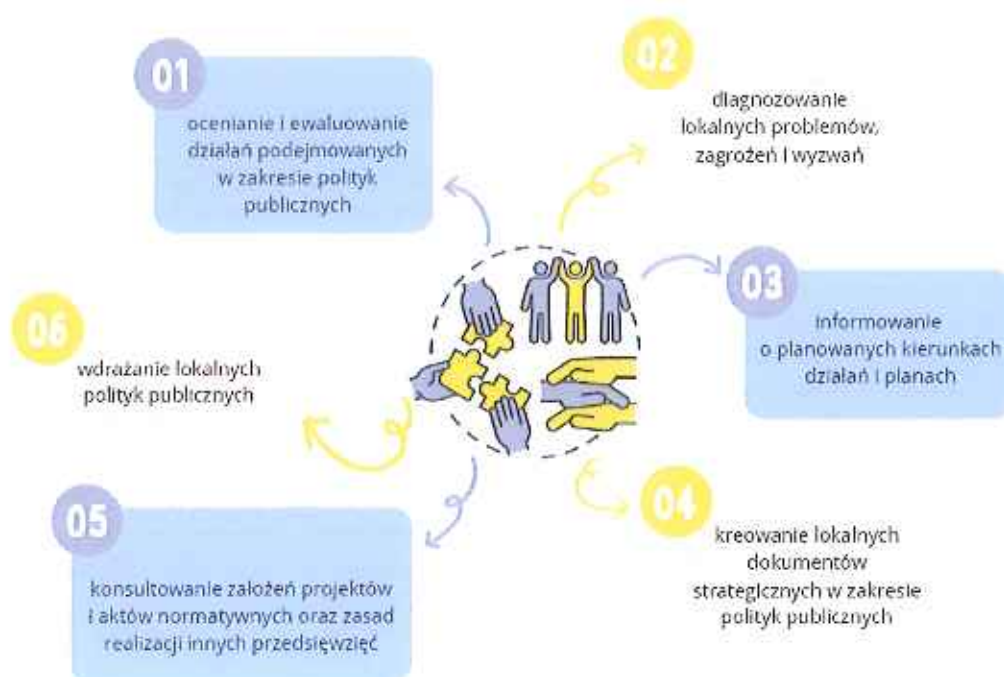 01
ocenianie i ewaluowanie
działań podejmowanych
w zakresie polityk
publicznych
02
diagnozowanie
lokalnych problemów,
zagrożeń i wyzwań
03
informowanie
o planowanych kierunkach
działań i planach
04
kreowanie lokalnych
dokumentów
strategicznych w zakresie
polityk publicznych
05
konsultowanie założeń projektów
i aktów normatywnych oraz zasad
realizacji innych przedsięwzięć
06
wdrażanie lokalnych
polityk publicznych